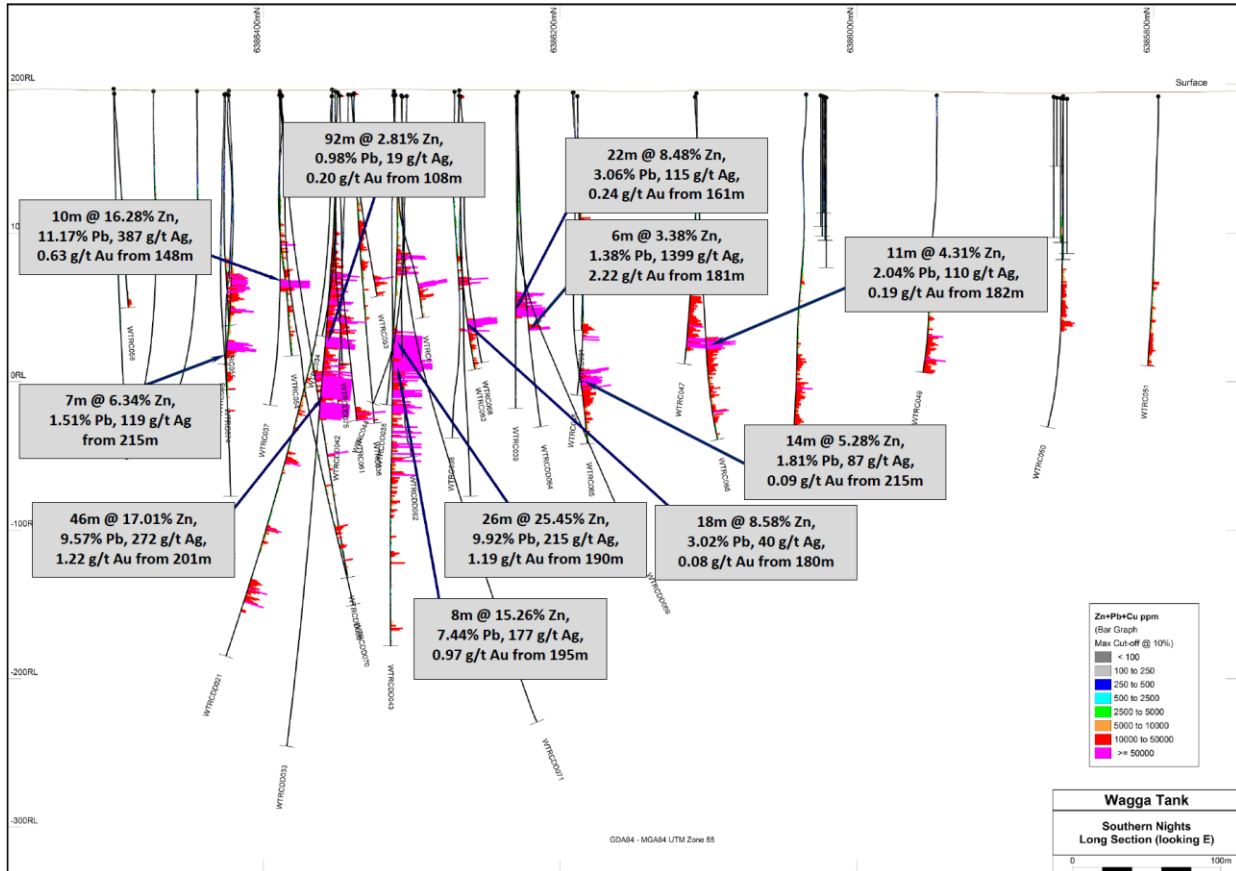 6386400mN
6386200mN
6386000mN
6385800mN
200RL
Surface
92m @ 2.81% Zn,
0.98% Pb, 19 g/t Ag,
0.20 g/t Au from 108m
22m @ 8.48% Zn,
3.06% Pb, 115 g/t Ag,
0.24 g/t Au from 161m
10m @ 16.28% Zn,
11.17% Pb, 387 g/t Ag,
0.63 g/t Au from 148m
6m @ 3.38% Zn,
1.38% Pb, 1399 g/t Ag,
2.22 g/t Au from 181m
11m @ 4.31% Zn,
2.04% Pb, 110 g/t Ag,
0.19 g/t Au from 182m
0RL
7m @ 6.34% Zn,
1.51% Pb, 119 g/t Ag
from 215m
14m @ 5.28% Zn,
1.81% Pb, 87 g/t Ag,
0.09 g/t Au from 215m
46m @ 17.01% Zn,
9.57% Pb, 272 g/t Ag,
1.22 g/t Au from 201m
26m @ 25.45% Zn,
9.92% Pb, 215 g/t Ag,
1.19 g/t Au from 190m
18m @ 8.58% Zn,
3.02% Pb, 40 g/t Ag,
0.08 g/t Au from 180m
8m @ 15.26% Zn,
7.44% Pb, 177 g/t Ag,
0.97 g/t Au from 195m
-100RL
-200RL
-300RL
WTRC037
WTRC039
WTRC047
WTRC049
WTRC050
WTRC051
WTRCDD021
WTRCDD033
WTRCDD043
WTRCDD042
WTRCDD062
WTRCDD064
WTRCDD069
WTRCDD070
WTRCDD071
Zn+Pb+Cu ppm
(Bar Graph
Max Cut-off @ 10%)
< 100
100 to 250
250 to 500
500 to 2500
2500 to 5000
5000 to 10000
10000 to 50000
>= 50000
GDA94 - MGA94 UTM Zone 55
Wagga Tank
Southern Nights
Long Section (looking E)
0 100m